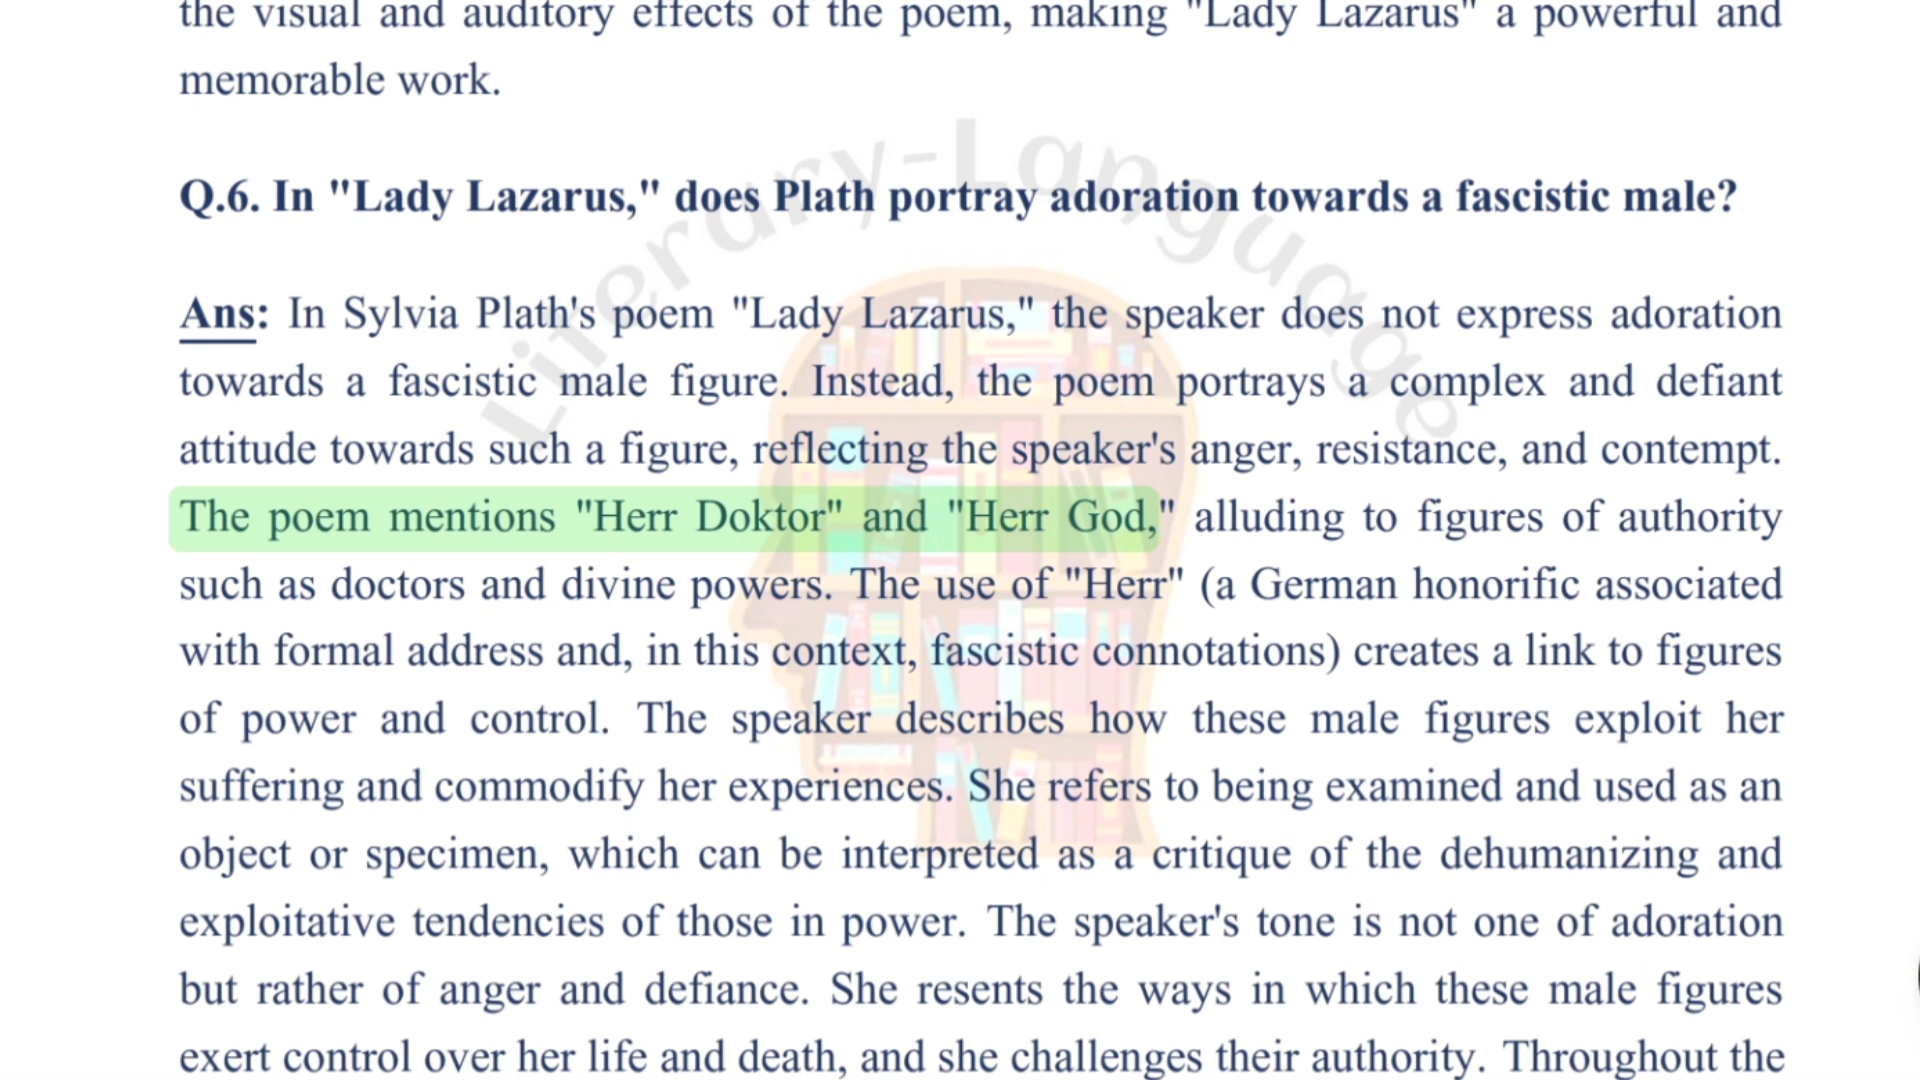 the visual and auditory effects of the poem, making "Lady Lazarus" a powerful and
memorable work.
Q.6. In "Lady Lazarus," does Plath portray adoration towards a fascistic male?
Ans: In Sylvia Plath's poem "Lady Lazarus," the speaker does not express adoration
towards a fascistic male figure. Instead, the poem portrays a complex and defiant
attitude towards such a figure, reflecting the speaker's anger, resistance, and contempt.
The poem mentions "Herr Doktor" and "Herr God," alluding to figures of authority
such as doctors and divine powers. The use of "Herr" (a German honorific associated
with formal address and, in this context, fascistic connotations) creates a link to figures
of power and control. The speaker describes how these male figures exploit her
suffering and commodify her experiences. She refers to being examined and used as an
object or specimen, which can be interpreted as a critique of the dehumanizing and
exploitative tendencies of those in power. The speaker's tone is not one of adoration
but rather of anger and defiance. She resents the ways in which these male figures
exert control over her life and death, and she challenges their authority. Throughout the
Literary-Language